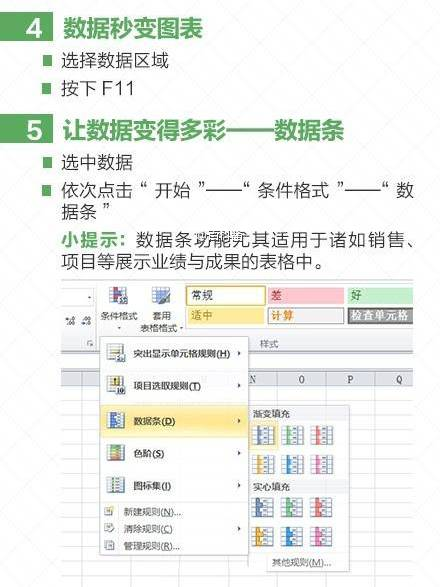 4 数据秒变图表
选择数据区域
按下 F11
5 让数据变得多彩——数据条
选中数据
依次点击“ 开始 ”——“ 条件格式 ”——“ 数
据条 ”
小提示：数据条功能尤其适用于诸如销售、
项目等展示业绩与成果的表格中。
条件格式 套用
表格格式
常规 差 好
适中 计算 检查单元格
样式
突出显示单元格规则(H)
N O P Q
项目选取规则(T)
数据条(D)
渐变填充
色阶(S)
图标集(I)
实心填充
新建规则(N)...
清除规则(C)
管理规则(R)...
其他规则(M)...